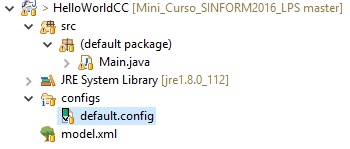 > HelloWorldCC [Mini_Curso_SINFORM2016_LPS master]
src
(default package)
Main.java
JRE System Library [jre1.8.0_112]
configs
default.config
model.xml